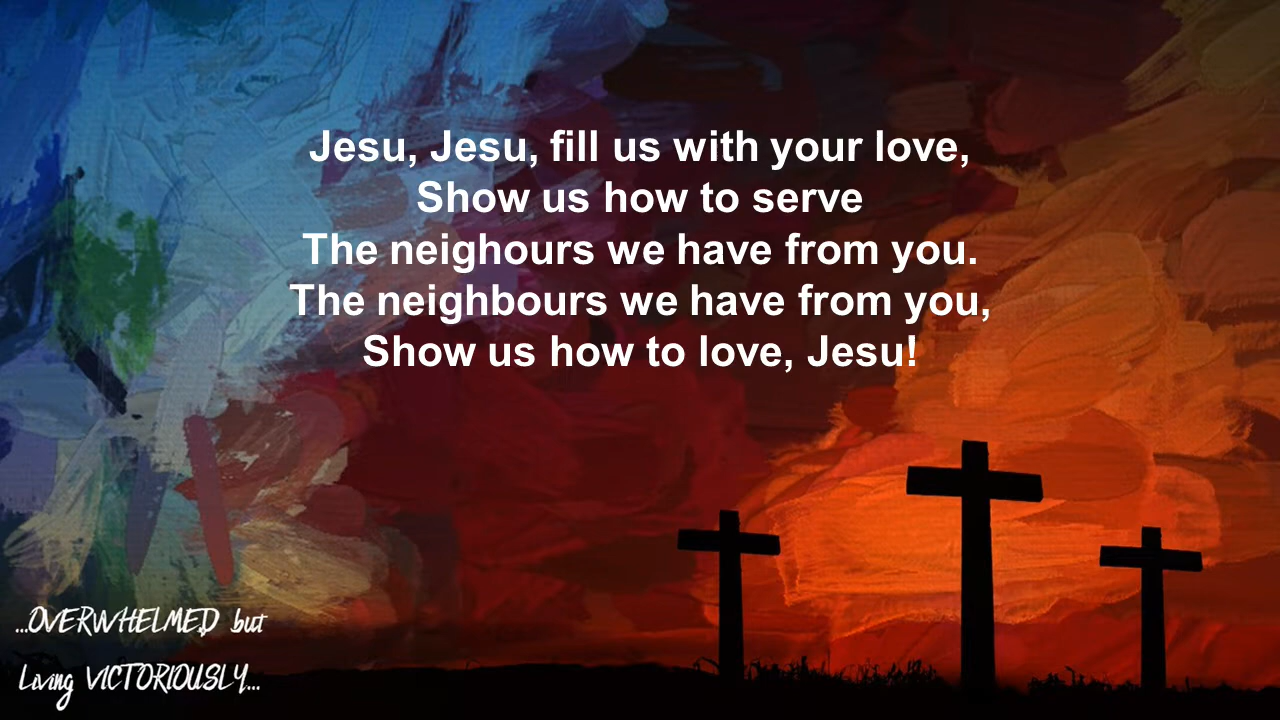 Jesu, Jesu, fill us with your love,
Show us how to serve
The neighours we have from you.
The neighbours we have from you,
Show us how to love, Jesu!
...OVERWHELMED but
Living VICTORIOUSLY...